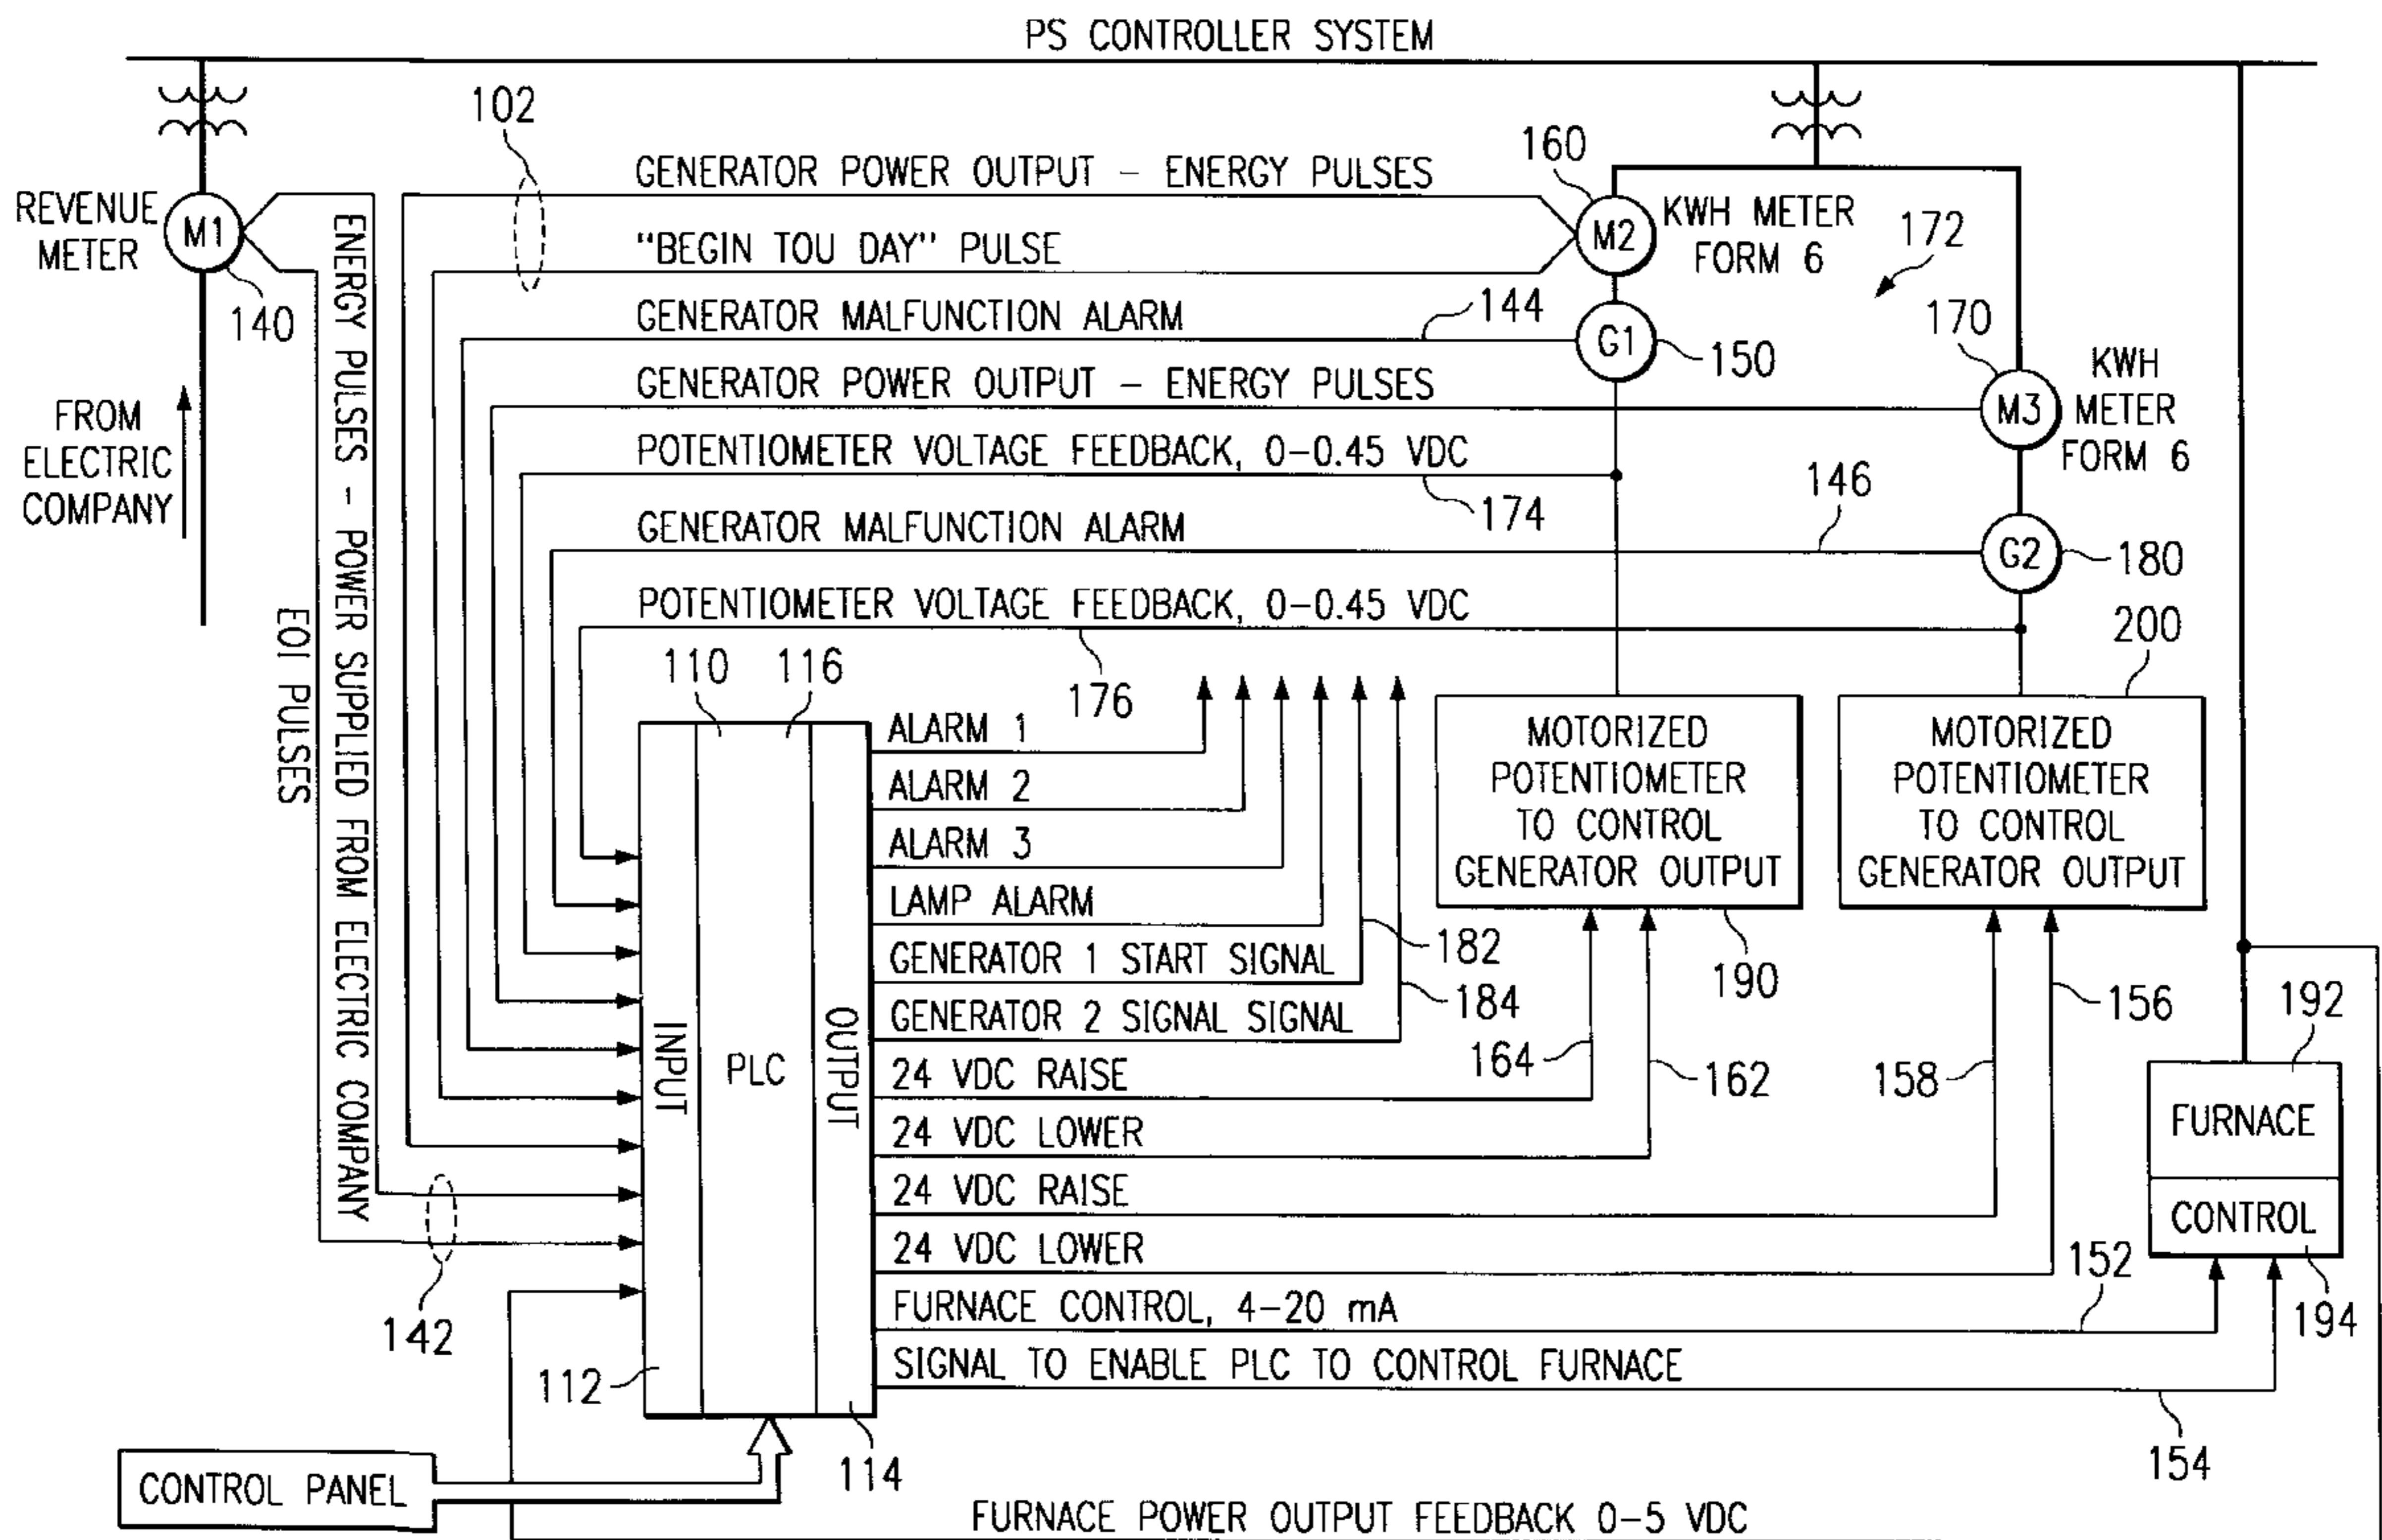 PS CONTROLLER SYSTEM
102
GENERATOR POWER OUTPUT - ENERGY PULSES
160
REVENUE
METER
M1
140
"BEGIN TOU DAY" PULSE
M2
KWH METER
FORM 6
172
GENERATOR MALFUNCTION ALARM
144
G1
150
170
GENERATOR POWER OUTPUT - ENERGY PULSES
M3
KWH
METER
FORM 6
FROM
ELECTRIC
COMPANY
POTENTIOMETER VOLTAGE FEEDBACK, 0-0.45 VDC
174
146
GENERATOR MALFUNCTION ALARM
G2
180
POTENTIOMETER VOLTAGE FEEDBACK, 0-0.45 VDC
176
200
ENERGY PULSES - POWER SUPPLIED FROM ELECTRIC COMPANY
EOI PULSES
110
116
INPUT
PLC
OUTPUT
ALARM 1
ALARM 2
ALARM 3
LAMP ALARM
GENERATOR 1 START SIGNAL
182
GENERATOR 2 SIGNAL SIGNAL
184
24 VDC RAISE
164
24 VDC LOWER
162
24 VDC RAISE
158
24 VDC LOWER
156
FURNACE CONTROL, 4-20 mA
152
SIGNAL TO ENABLE PLC TO CONTROL FURNACE
154
MOTORIZED
POTENTIOMETER
TO CONTROL
GENERATOR OUTPUT
190
MOTORIZED
POTENTIOMETER
TO CONTROL
GENERATOR OUTPUT
192
FURNACE
CONTROL
194
142
112
114
CONTROL PANEL
FURNACE POWER OUTPUT FEEDBACK 0-5 VDC